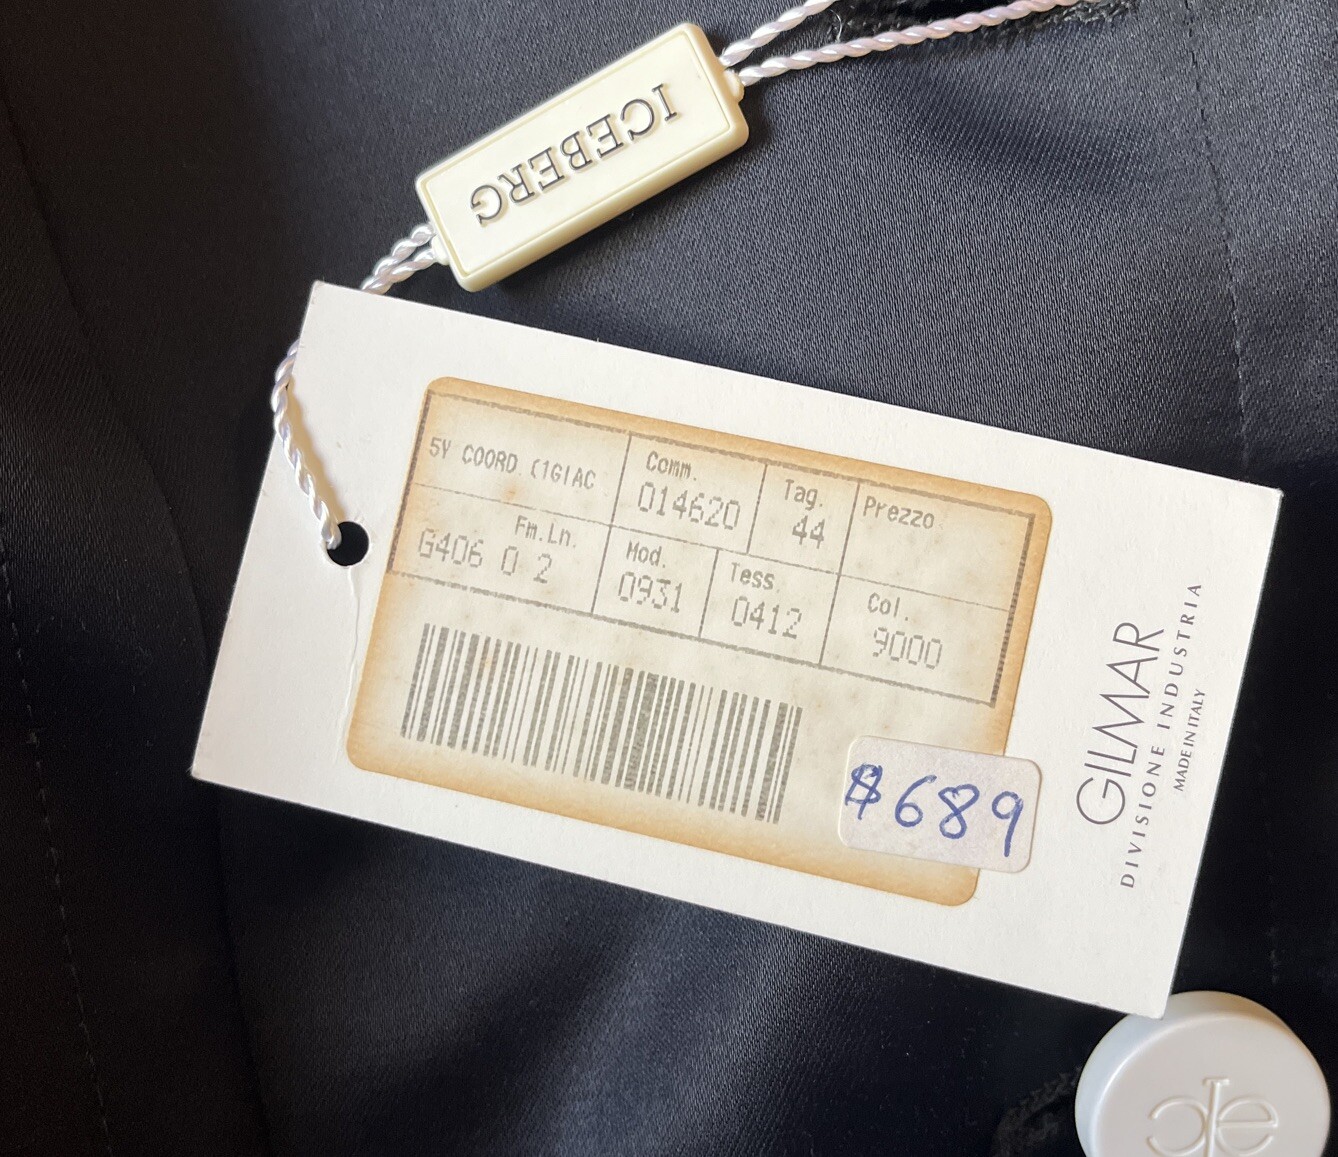 ICEBERG
5Y COORD.(1GIAC
Comm.
014620
Tag.
44
Prezzo
Fm.Ln.
G406 0 2
Mod.
0931
Tess
0412
Col.
9000
$689
GILMAR
DIVISIONE INDUSTRIA
MADE IN ITALY